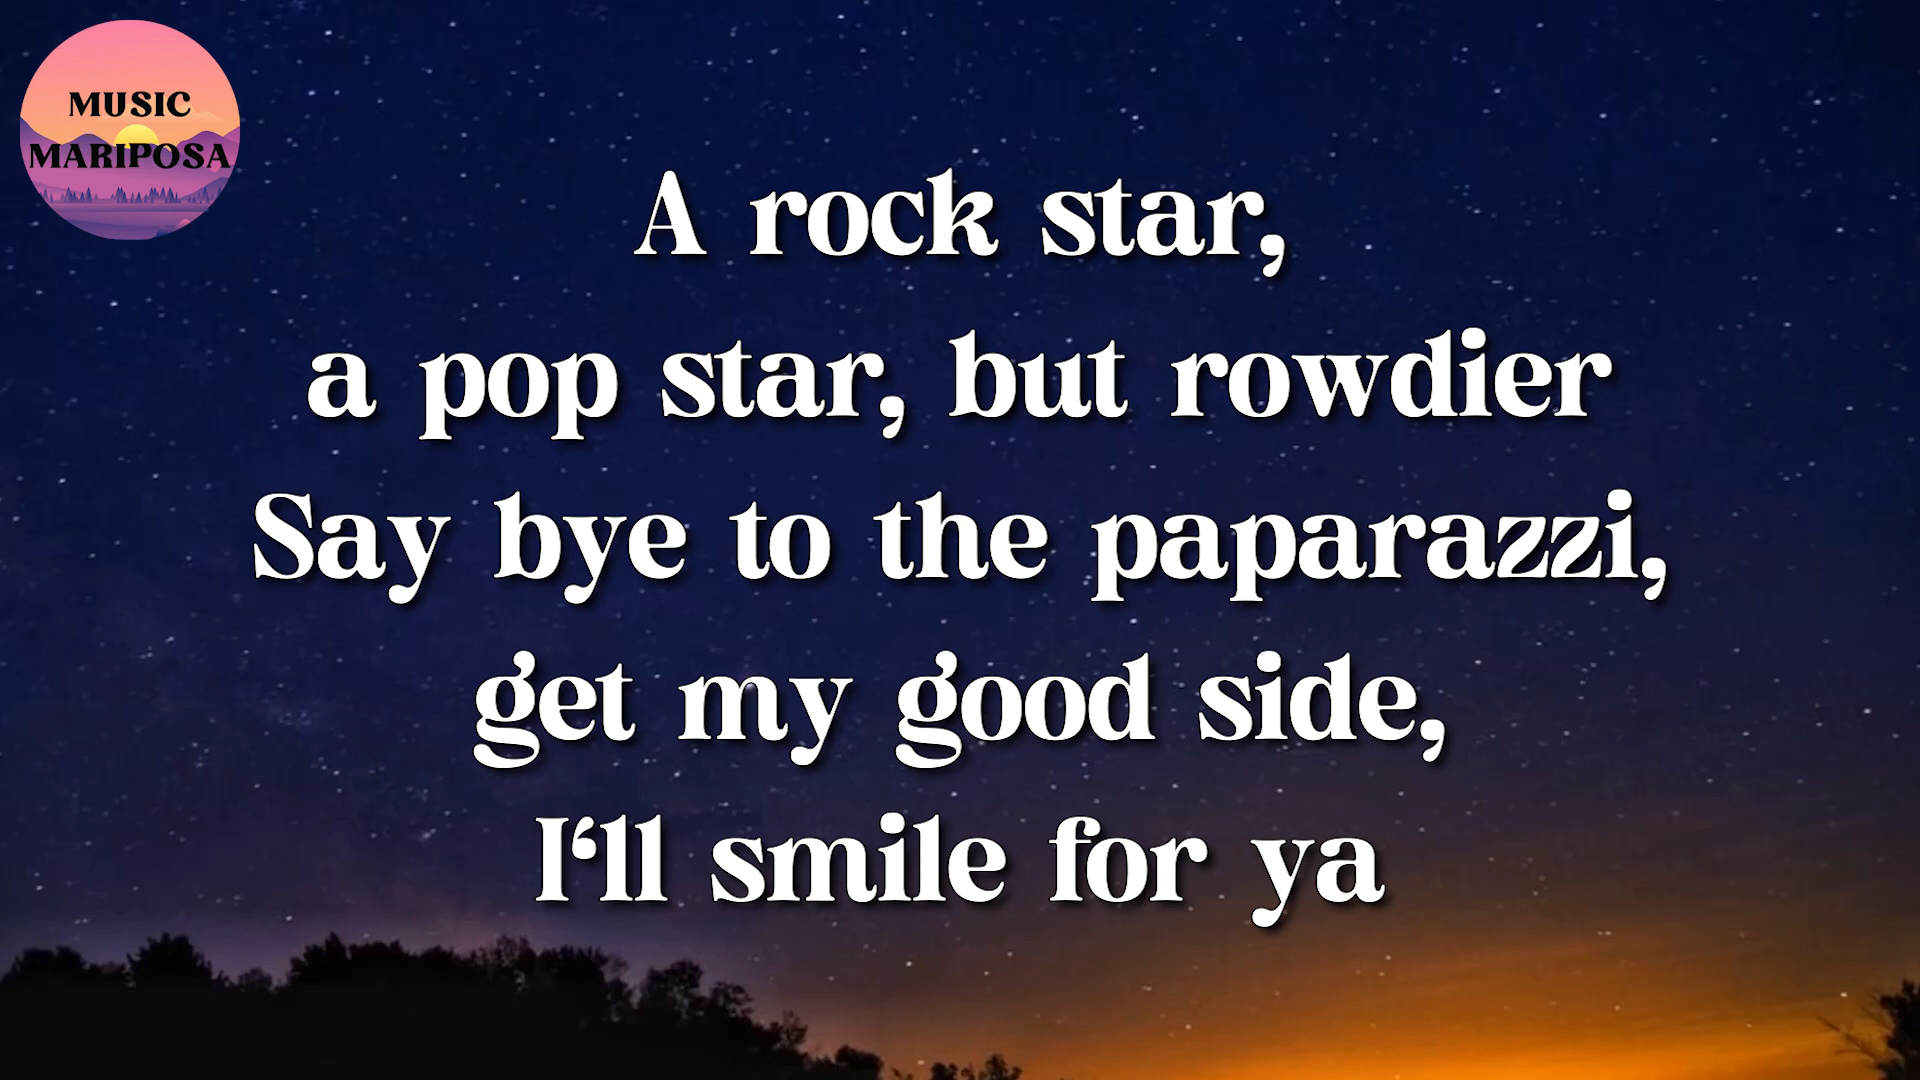 MUSIC
MARIPOSA
A rock star,
a pop star, but rowdier
Say bye to the paparazzi,
get my good side,
I‘ll smile for ya